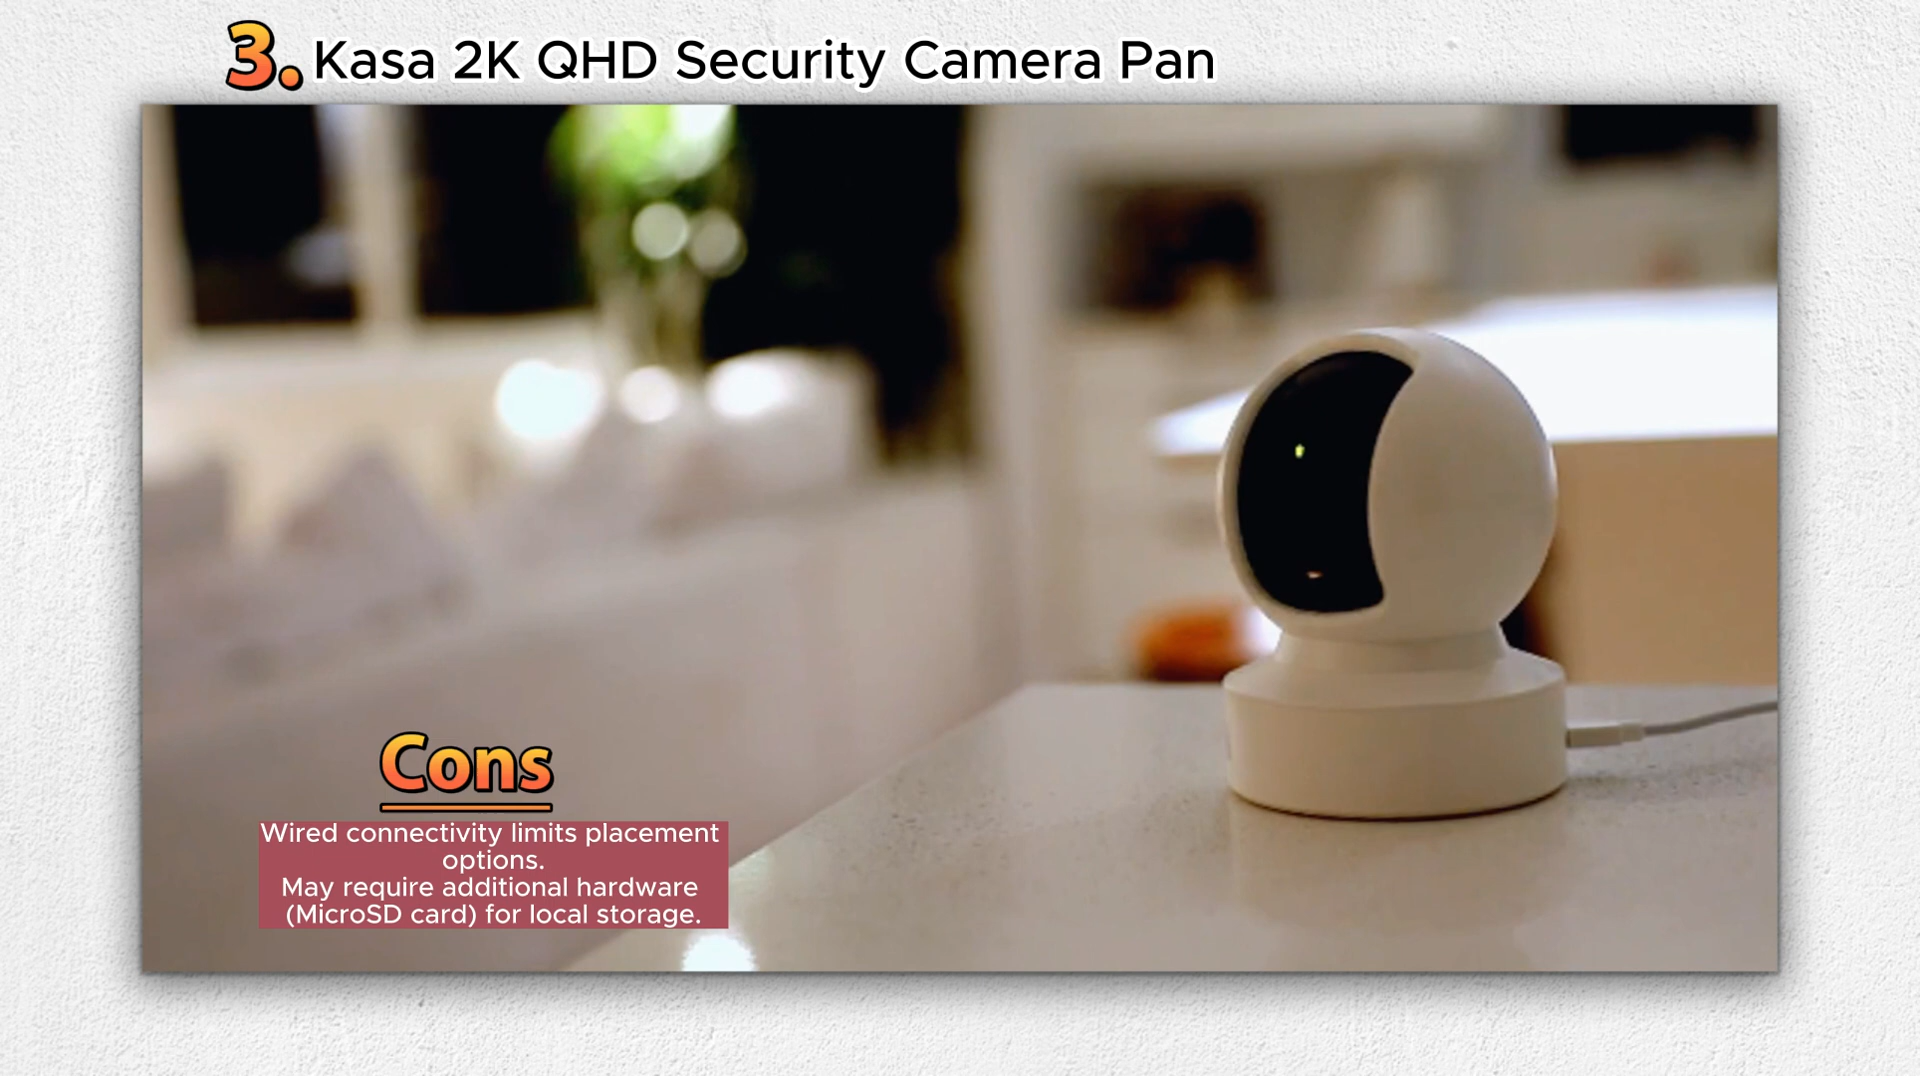 3. Kasa 2K QHD Security Camera Pan
Cons
Wired connectivity limits placement
options.
May require additional hardware
(MicroSD card) for local storage.